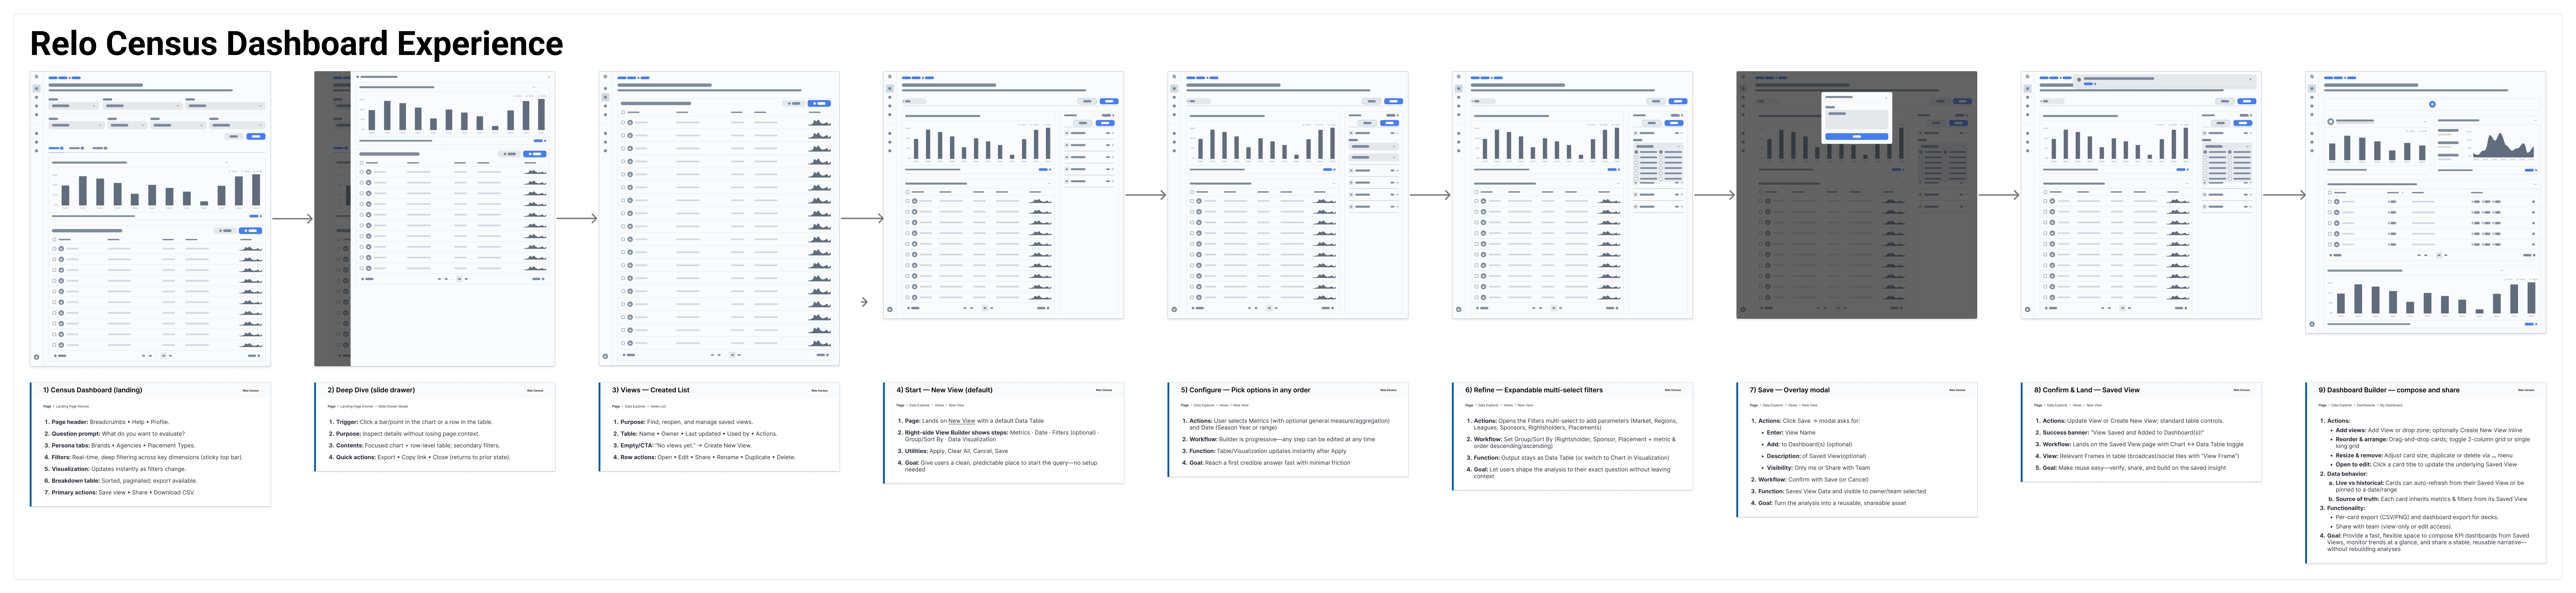 Relo Census Dashboard Experience
1) Census Dashboard (landing)
Relo Census
Page › Landing Page (Home)
1. Page header: Breadcrumbs • Help • Profile.
2. Question prompt: What do you want to evaluate?
3. Persona tabs: Brands • Agencies • Placement Types.
4. Filters: Real-time, deep filtering across key dimensions (sticky top bar).
5. Visualization: Updates instantly as filters change.
6. Breakdown table: Sorted, paginated; export available.
7. Primary actions: Save view • Share • Download CSV.
2) Deep Dive (slide drawer)
Relo Census
Page › Landing Page (Home) › Slide Drawer Modal
1. Trigger: Click a bar/point in the chart or a row in the table.
2. Purpose: Inspect details without losing page context.
3. Contents: Focused chart + row-level table; secondary filters.
4. Quick actions: Export • Copy link • Close (returns to prior state).
3) Views — Created List
Relo Census
Page › Data Explorer › Views List
1. Purpose: Find, reopen, and manage saved views.
2. Table: Name • Owner • Last updated • Used by • Actions.
3. Empty/CTA: "No views yet." → Create New View.
4. Row actions: Open • Edit • Share • Rename • Duplicate • Delete.
4) Start — New View (default)
Relo Census
Page › Data Explorer › Views › New View
1. Page: Lands on New View with a default Data Table
2. Right-side View Builder shows steps: Metrics · Date · Filters (optional) ·
Group/Sort By · Data Visualization
3. Utilities: Apply, Clear All, Cancel, Save
4. Goal: Give users a clean, predictable place to start the query—no setup
needed
5) Configure — Pick options in any order
Relo Census
Page › Data Explorer › Views › New View
1. Actions: User selects Metrics (with optional general measure/aggregation)
and Date (Season Year or range)
2. Workflow: Builder is progressive—any step can be edited at any time
3. Function: Table/Visualization updates instantly after Apply
4. Goal: Reach a first credible answer fast with minimal friction
6) Refine — Expandable multi-select filters
Relo Census
Page › Data Explorer › Views › New View
1. Actions: Opens the Filters multi-select to add parameters (Market, Regions,
Leagues, Sponsors, Rightsholders, Placements)
2. Workflow: Set Group/Sort By (Rightsholder, Sponsor, Placement + metric &
order descending/ascending)
3. Function: Output stays as Data Table (or switch to Chart in Visualization)
4. Goal: Let users shape the analysis to their exact question without leaving
context
7) Save — Overlay modal
Relo Census
Page › Data Explorer › Views › New View
1. Actions: Click Save → modal asks for:
• Enter: View Name
• Add: to Dashboard(s) (optional)
• Description: of Saved View(optional)
• Visibility: Only me or Share with Team
2. Workflow: Confirm with Save (or Cancel)
3. Function: Saves View Data and visible to owner/team selected
4. Goal: Turn the analysis into a reusable, shareable asset
8) Confirm & Land — Saved View
Relo Census
Page › Data Explorer › Views › New View
1. Actions: Update View or Create New View; standard table controls.
2. Success banner: "View Saved and Added to Dashboard(s)!"
3. Workflow: Lands on the Saved View page with Chart ↔ Data Table toggle
4. View: Relevant Frames in table (broadcast/social tiles with "View Frame")
5. Goal: Make reuse easy—verify, share, and build on the saved insight
9) Dashboard Builder — compose and share
Relo Census
Page › Data Explorer › Dashboards › My Dashboard
1. Actions:
• Add views: Add View or drop zone; optionally Create New View inline
• Reorder & arrange: Drag-and-drop cards; toggle 2-column grid or single
long grid
• Resize & remove: Adjust card size; duplicate or delete via ... menu
• Open to edit: Click a card title to update the underlying Saved View
2. Data behavior:
a. Live vs historical: Cards can auto-refresh from their Saved View or be
pinned to a date/range
b. Source of truth: Each card inherits metrics & filters from its Saved View
3. Functionality:
• Per-card export (CSV/PNG) and dashboard export for decks.
• Share with team (view-only or edit access).
4. Goal: Provide a fast, flexible space to compose KPI dashboards from Saved
Views, monitor trends at a glance, and share a stable, reusable narrative—
without rebuilding analyses